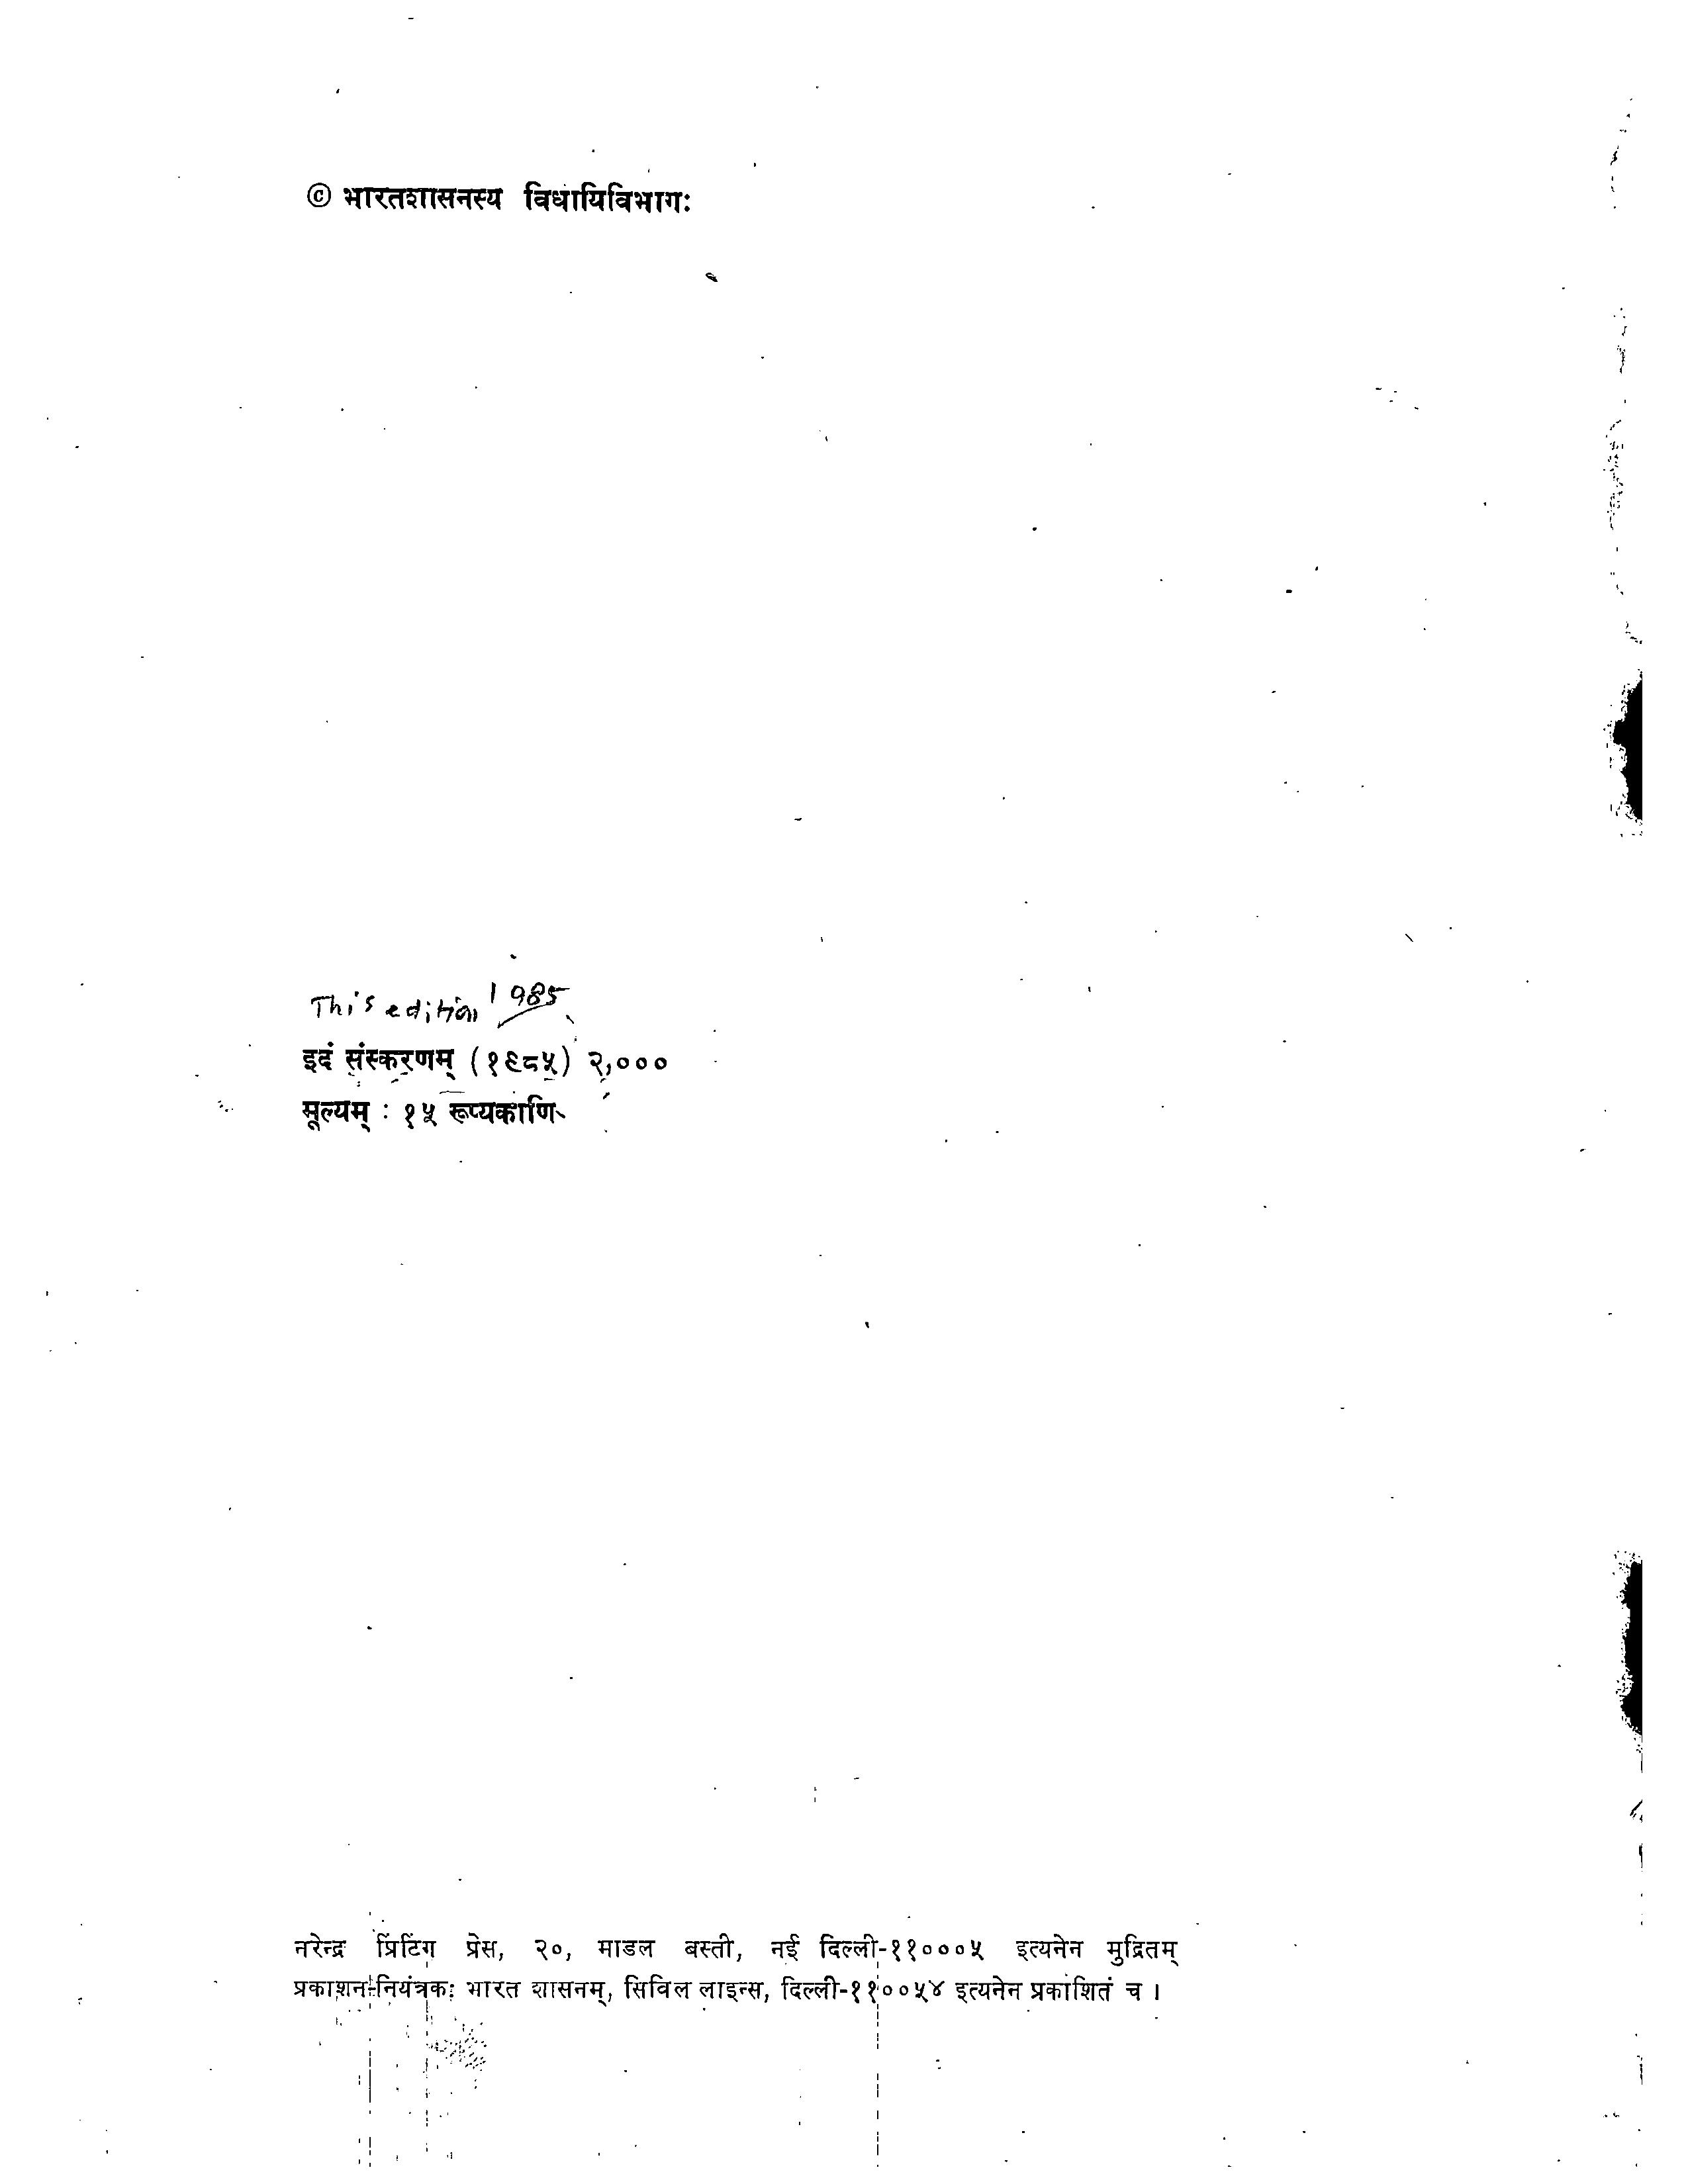 © भारतशासनस्य विधायिविभागः
This edition 1985
इदं संस्करणम् (१९८५) २,०००
मूल्यम् : १५ रूप्यकाणि
नरेन्द्र प्रिंटिंग प्रेस, २०, माडल बस्ती, नई दिल्ली-११०००५ इत्यनेन मुद्रितम्
प्रकाशन-नियंत्रकः भारत शासनम्, सिविल लाइन्स, दिल्ली-११००५४ इत्यनेन प्रकाशितं च ।